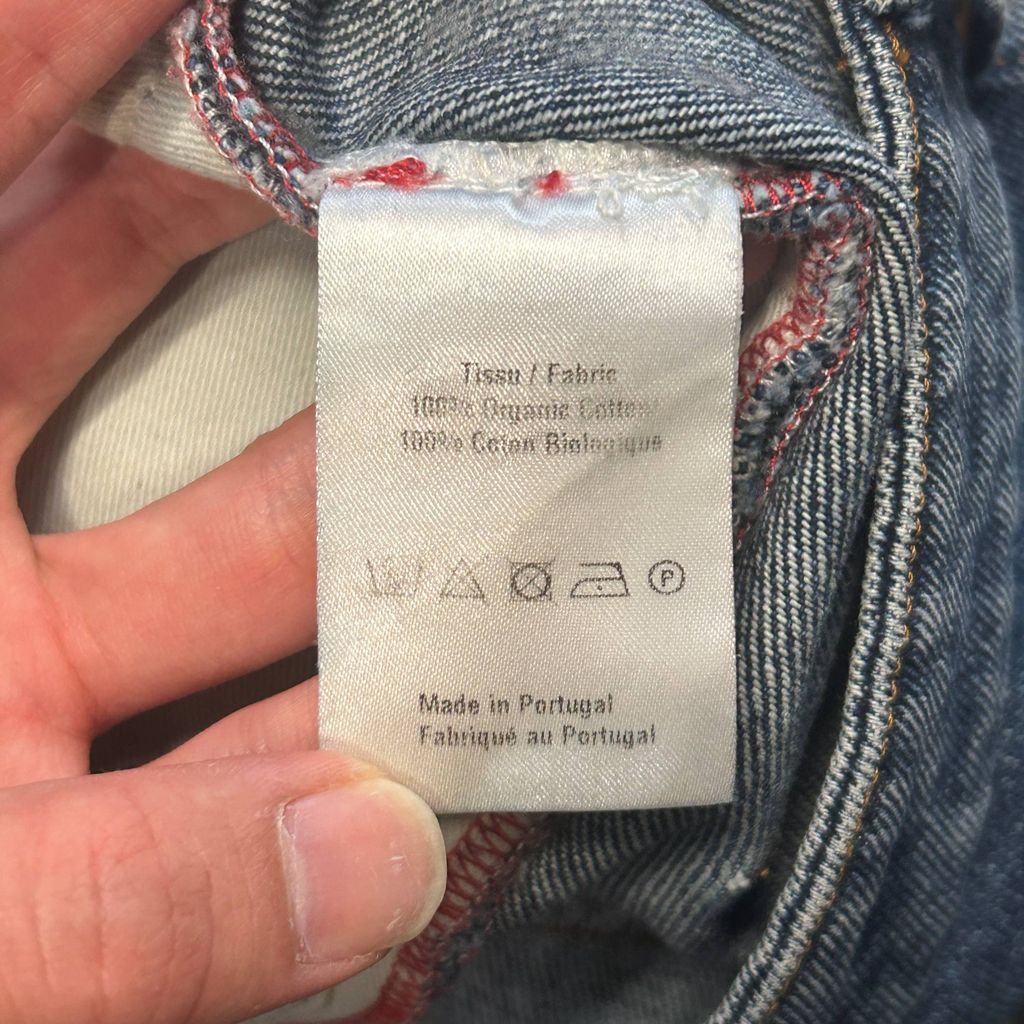 Tissu / Fabric
100% Organic Cotton
100% Coton Biologique
P
Made in Portugal
Fabriqué au Portugal